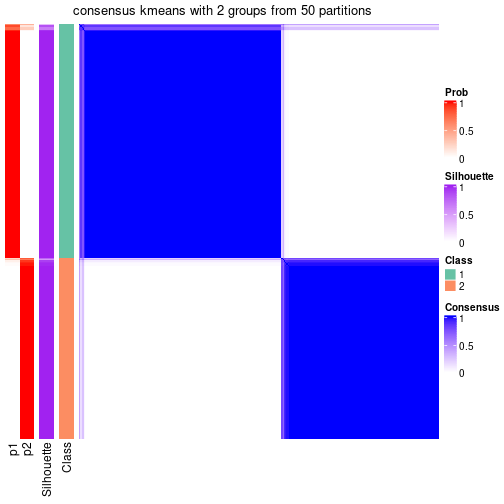 consensus kmeans with 2 groups from 50 partitions
Prob
1
0.5
0
Silhouette
1
0.5
0
Class
1
2
Consensus
1
0.5
0
p1
p2
Silhouette
Class